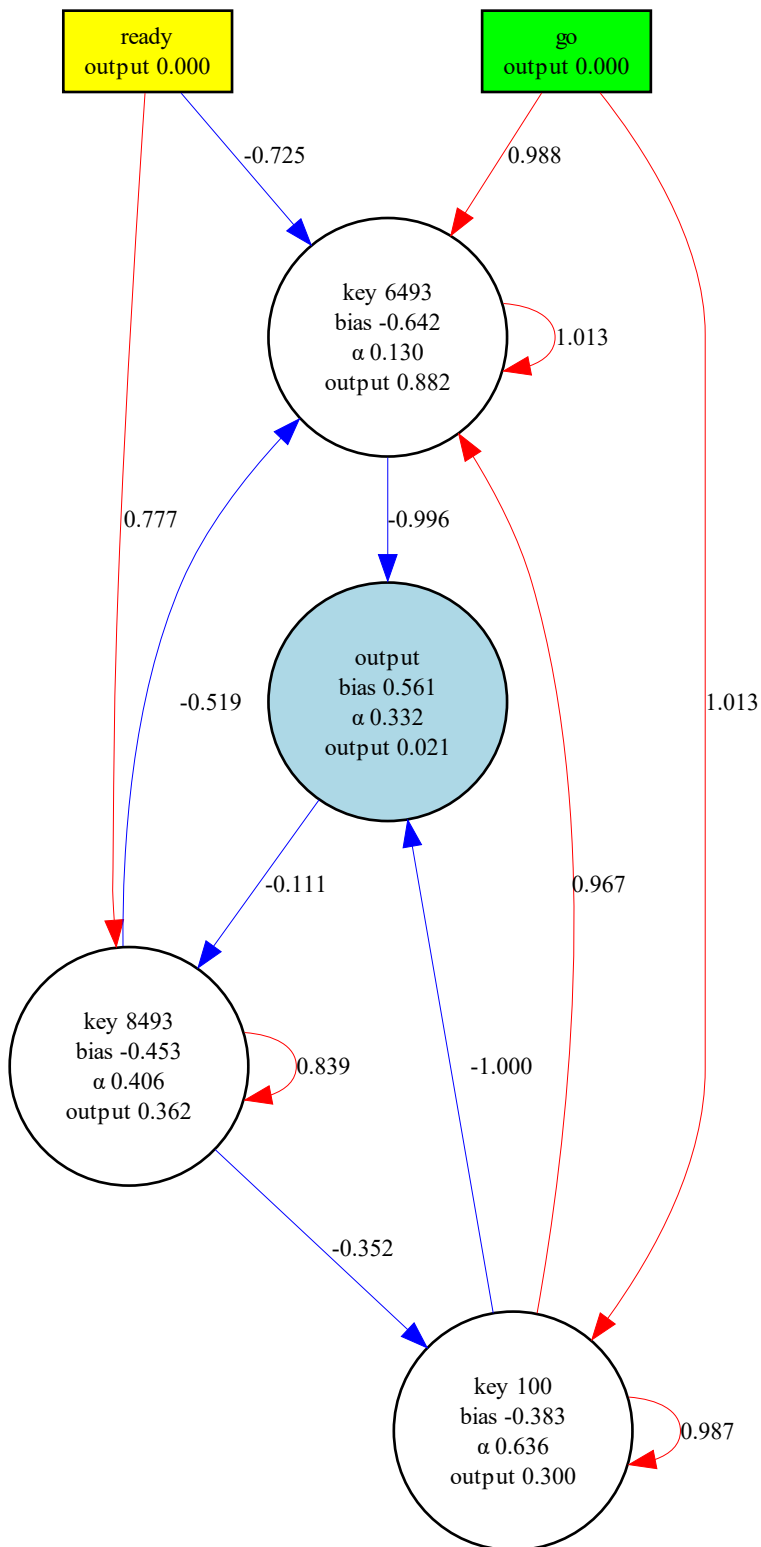 ready
output 0.000
go
output 0.000
-0.725
0.988
key 6493
bias -0.642
α 0.130
output 0.882
1.013
0.777
-0.996
-0.519
output
bias 0.561
α 0.332
output 0.021
1.013
-0.111
0.967
key 8493
bias -0.453
α 0.406
output 0.362
0.839
-1.000
-0.352
key 100
bias -0.383
α 0.636
output 0.300
0.987